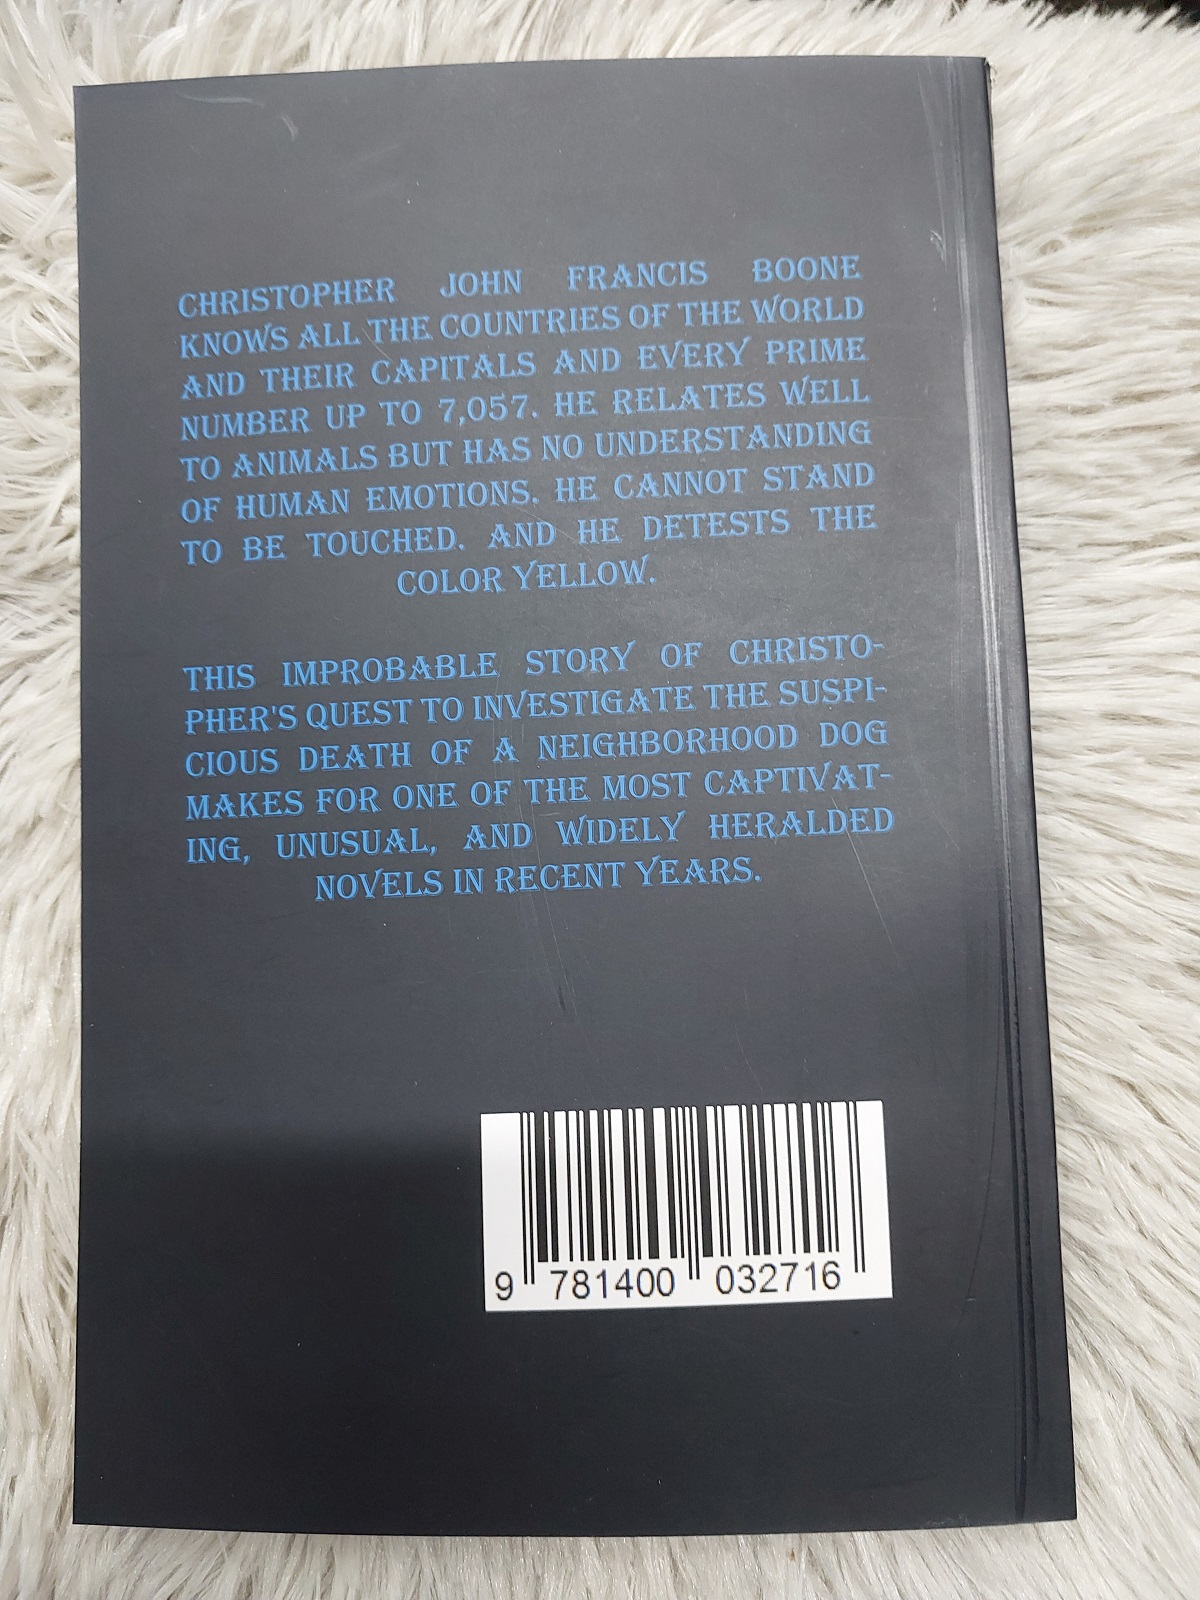 CHRISTOPHER JOHN FRANCIS BOONE
KNOWS ALL THE COUNTRIES OF THE WORLD
AND THEIR CAPITALS AND EVERY PRIME
NUMBER UP TO 7,057. HE RELATES WELL
TO ANIMALS BUT HAS NO UNDERSTANDING
OF HUMAN EMOTIONS. HE CANNOT STAND
TO BE TOUCHED. AND HE DETESTS THE
COLOR YELLOW.
THIS IMPROBABLE STORY OF CHRISTO-
PHER'S QUEST TO INVESTIGATE THE SUSPI-
CIOUS DEATH OF A NEIGHBORHOOD DOG
MAKES FOR ONE OF THE MOST CAPTIVAT-
ING, UNUSUAL, AND WIDELY HERALDED
NOVELS IN RECENT YEARS.
9 781400 032716